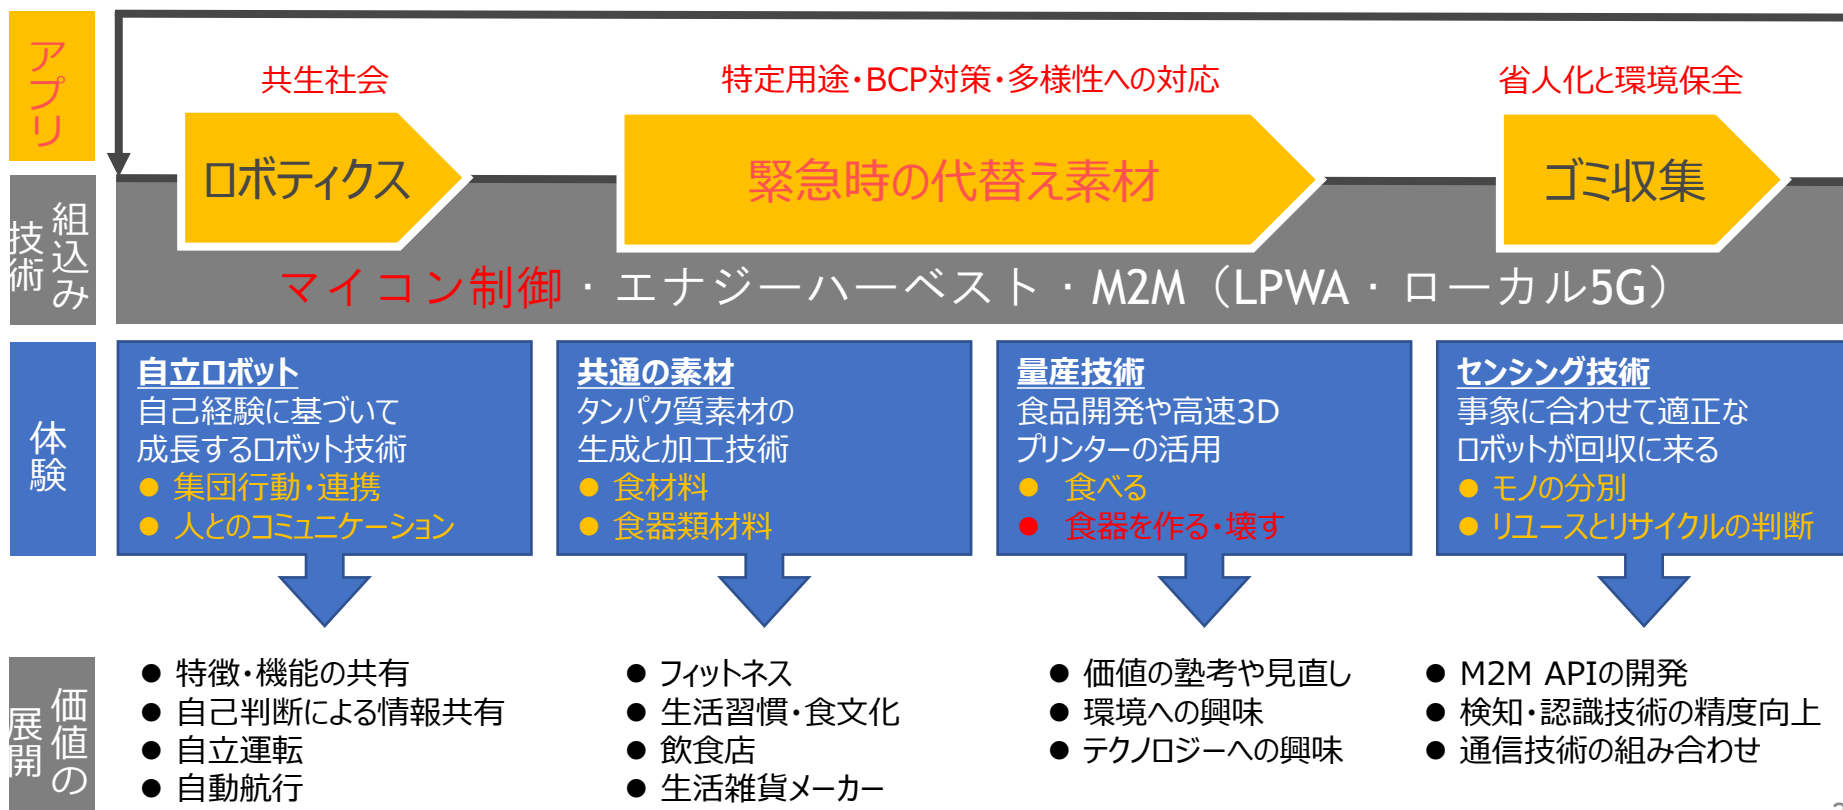 アプリ
共生社会
特定用途・BCP対策・多様性への対応
省人化と環境保全
ロボティクス
緊急時の代替え素材
ゴミ収集
組込み
技術
マイコン制御・エナジーハーベスト・M2M（LPWA・ローカル5G）
体験
自立ロボット
自己経験に基づいて
成長するロボット技術
● 集団行動・連携
● 人とのコミュニケーション
共通の素材
タンパク質素材の
生成と加工技術
● 食材料
● 食器類材料
量産技術
食品開発や高速3D
プリンターの活用
● 食べる
● 食器を作る・壊す
センシング技術
事象に合わせて適正な
ロボットが回収に来る
● モノの分別
● リユースとリサイクルの判断
価値の
展開
● 特徴・機能の共有
● 自己判断による情報共有
● 自立運転
● 自動航行
● フィットネス
● 生活習慣・食文化
● 飲食店
● 生活雑貨メーカー
● 価値の塾考や見直し
● 環境への興味
● テクノロジーへの興味
● M2M APIの開発
● 検知・認識技術の精度向上
● 通信技術の組み合わせ